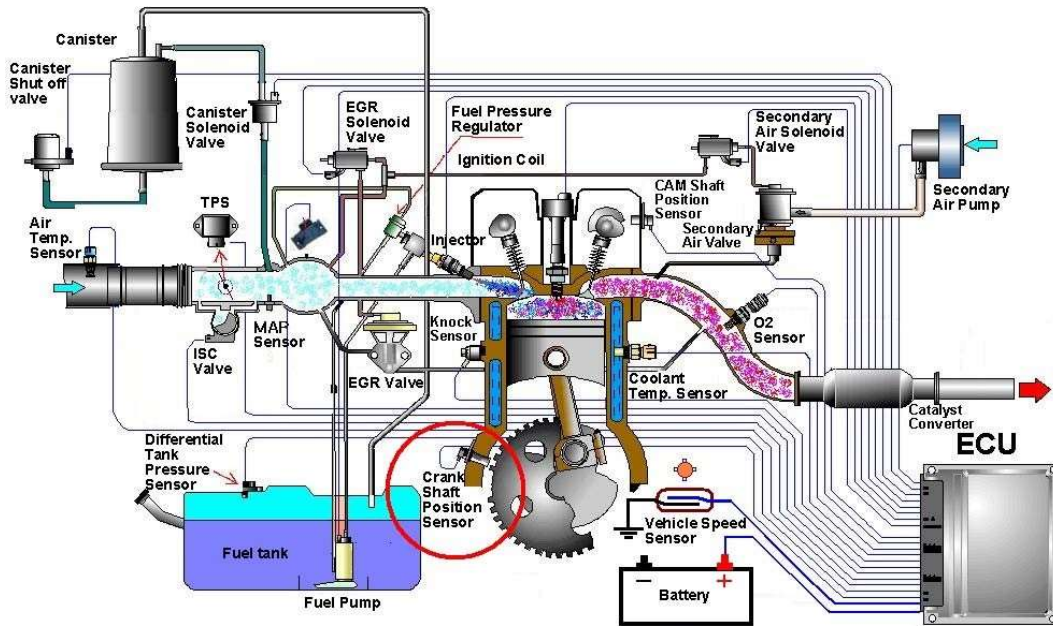 Canister
Canister
Shut off
valve
Canister
Solenoid
Valve
EGR
Solenoid
Valve
Fuel Pressure
Regulator
Ignition Coil
Secondary
Air Solenoid
Valve
CAM Shaft
Position
Sensor
Secondary
Air Valve
Secondary
Air Pump
Air
Temp.
Sensor
TPS
Injector
MAP
Sensor
ISC
Valve
EGR Valve
Knock
Sensor
O2
Sensor
Coolant
Temp. Sensor
Catalyst
Converter
ECU
Differential
Tank
Pressure
Sensor
Crank
Shaft
Position
Sensor
Vehicle Speed
Sensor
Fuel tank
Fuel Pump
− +
Battery